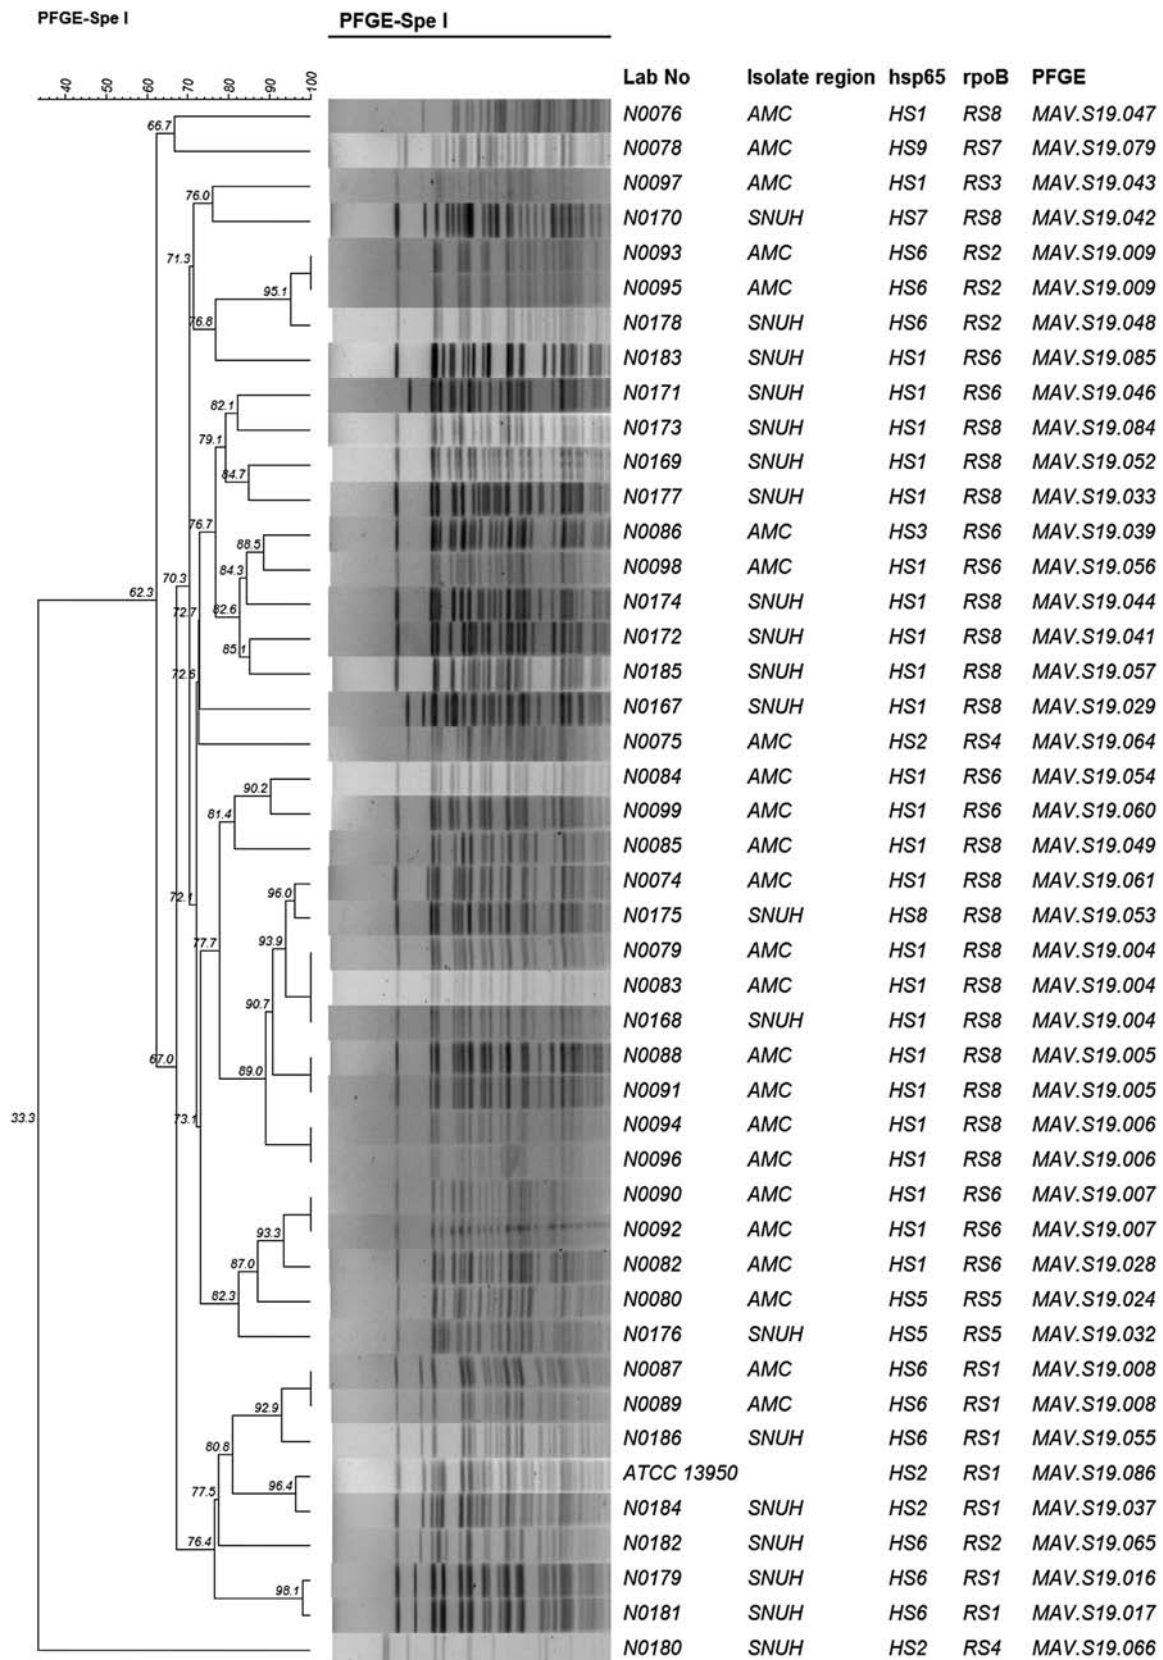 PFGE-Spe I PFGE-Spe I
40 50 60 70 80 90 100
Lab No Isolate region hsp65 rpoB PFGE
N0076 AMC HS1 RS8 MAV.S19.047
66.7
N0078 AMC HS9 RS7 MAV.S19.079
N0097 AMC HS1 RS3 MAV.S19.043
76.0
N0170 SNUH HS7 RS8 MAV.S19.042
N0093 AMC HS6 RS2 MAV.S19.009
71.3
N0095 AMC HS6 RS2 MAV.S19.009
95.1
N0178 SNUH HS6 RS2 MAV.S19.048
76.8
N0183 SNUH HS1 RS6 MAV.S19.085
N0171 SNUH HS1 RS6 MAV.S19.046
82.1
N0173 SNUH HS1 RS8 MAV.S19.084
79.1
N0169 SNUH HS1 RS8 MAV.S19.052
84.7
N0177 SNUH HS1 RS8 MAV.S19.033
76.7
N0086 AMC HS3 RS6 MAV.S19.039
88.5
N0098 AMC HS1 RS6 MAV.S19.056
84.3
70.3
N0174 SNUH HS1 RS8 MAV.S19.044
62.3
72.7 82.6
N0172 SNUH HS1 RS8 MAV.S19.041
85.1
N0185 SNUH HS1 RS8 MAV.S19.057
72.6
N0167 SNUH HS1 RS8 MAV.S19.029
N0075 AMC HS2 RS4 MAV.S19.064
N0084 AMC HS1 RS6 MAV.S19.054
90.2
N0099 AMC HS1 RS6 MAV.S19.060
81.4
N0085 AMC HS1 RS8 MAV.S19.049
N0074 AMC HS1 RS8 MAV.S19.061
96.0
72.1
N0175 SNUH HS8 RS8 MAV.S19.053
77.7 93.9
N0079 AMC HS1 RS8 MAV.S19.004
N0083 AMC HS1 RS8 MAV.S19.004
90.7
N0168 SNUH HS1 RS8 MAV.S19.004
N0088 AMC HS1 RS8 MAV.S19.005
67.0 89.0
N0091 AMC HS1 RS8 MAV.S19.005
33.3 73.1
N0094 AMC HS1 RS8 MAV.S19.006
N0096 AMC HS1 RS8 MAV.S19.006
N0090 AMC HS1 RS6 MAV.S19.007
N0092 AMC HS1 RS6 MAV.S19.007
93.3
N0082 AMC HS1 RS6 MAV.S19.028
87.0
N0080 AMC HS5 RS5 MAV.S19.024
82.3
N0176 SNUH HS5 RS5 MAV.S19.032
N0087 AMC HS6 RS1 MAV.S19.008
N0089 AMC HS6 RS1 MAV.S19.008
92.9
N0186 SNUH HS6 RS1 MAV.S19.055
80.8
ATCC 13950 HS2 RS1 MAV.S19.086
96.4
77.5
N0184 SNUH HS2 RS1 MAV.S19.037
N0182 SNUH HS6 RS2 MAV.S19.065
76.4
N0179 SNUH HS6 RS1 MAV.S19.016
98.1
N0181 SNUH HS6 RS1 MAV.S19.017
N0180 SNUH HS2 RS4 MAV.S19.066